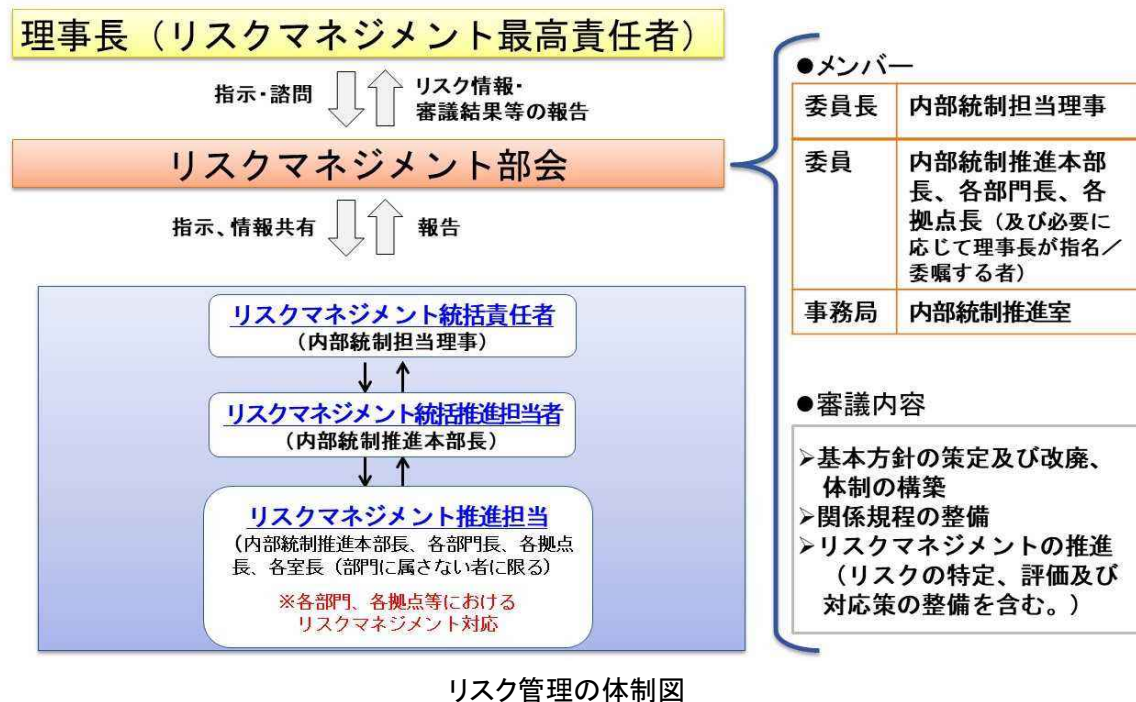 理事長（リスクマネジメント最高責任者）
指示・諮問
リスク情報・
審議結果等の報告
リスクマネジメント部会
指示、情報共有
報告
リスクマネジメント統括責任者
（内部統制担当理事）
リスクマネジメント統括推進担当者
（内部統制推進本部長）
リスクマネジメント推進担当
（内部統制推進本部長、各部門長、各拠点
長、各室長（部門に属さない者に限る）
※各部門、各拠点等における
リスクマネジメント対応
●メンバー
委員長 内部統制担当理事
委員 内部統制推進本部
長、各部門長、各
拠点長（及び必要に
応じて理事長が指名／
委嘱する者）
事務局 内部統制推進室
●審議内容
➢基本方針の策定及び改廃、
体制の構築
➢関係規程の整備
➢リスクマネジメントの推進
（リスクの特定、評価及び
対応策の整備を含む。）
リスク管理の体制図